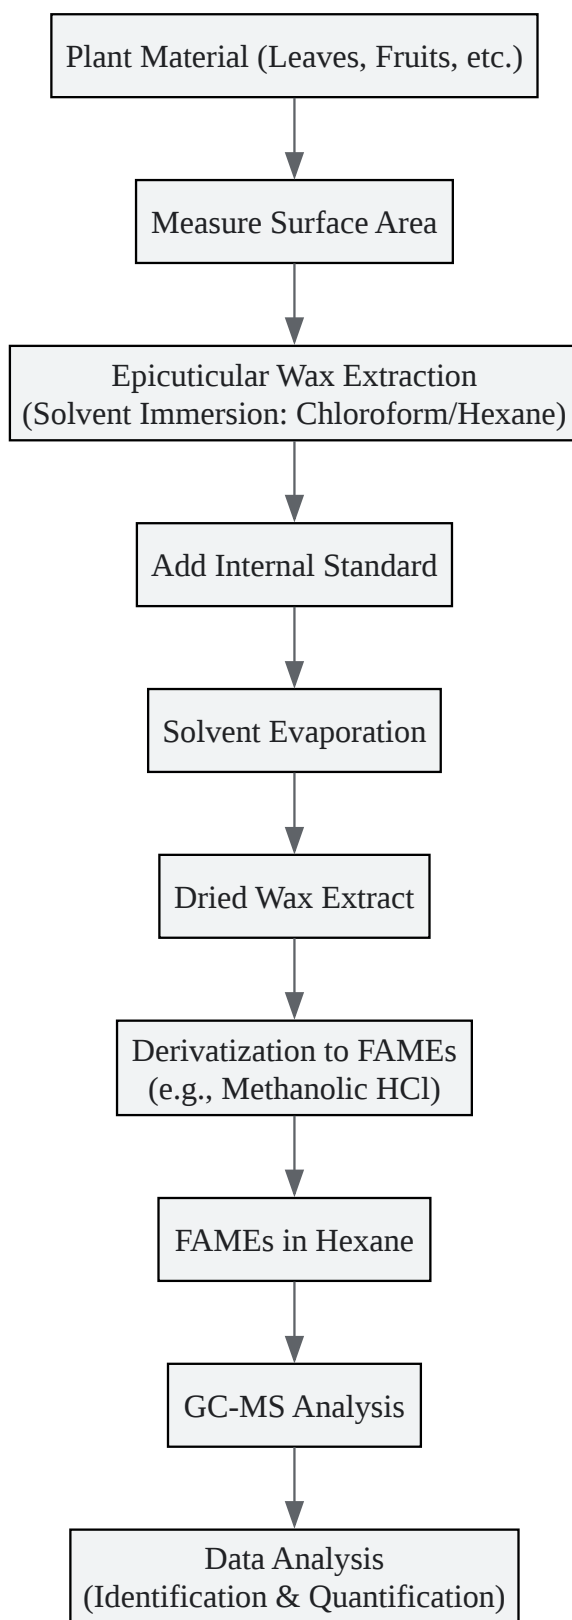 Plant Material (Leaves, Fruits, etc.)
Measure Surface Area
Epicuticular Wax Extraction
(Solvent Immersion: Chloroform/Hexane)
Add Internal Standard
Solvent Evaporation
Dried Wax Extract
Derivatization to FAMEs
(e.g., Methanolic HCl)
FAMEs in Hexane
GC-MS Analysis
Data Analysis
(Identification & Quantification)